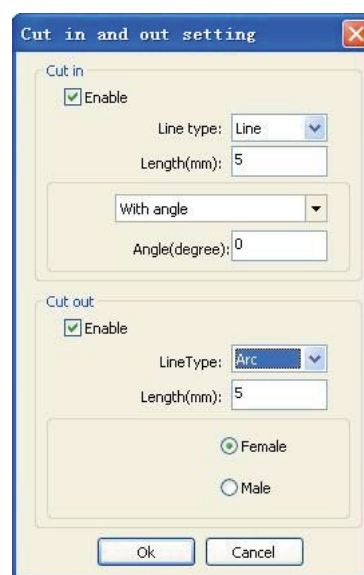 Cut in and out setting
Cut in
Enable
Line type: Line
Length(mm): 5
With angle
Angle(degree): 0
Cut out
Enable
LineType: Arc
Length(mm): 5
Female
Male
Ok Cancel